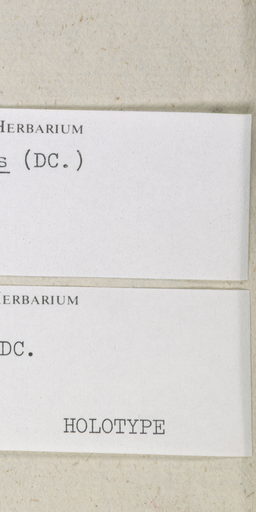 HERBARIUM
s (DC.)
ERBARIUM
DC.
HOLOTYPE